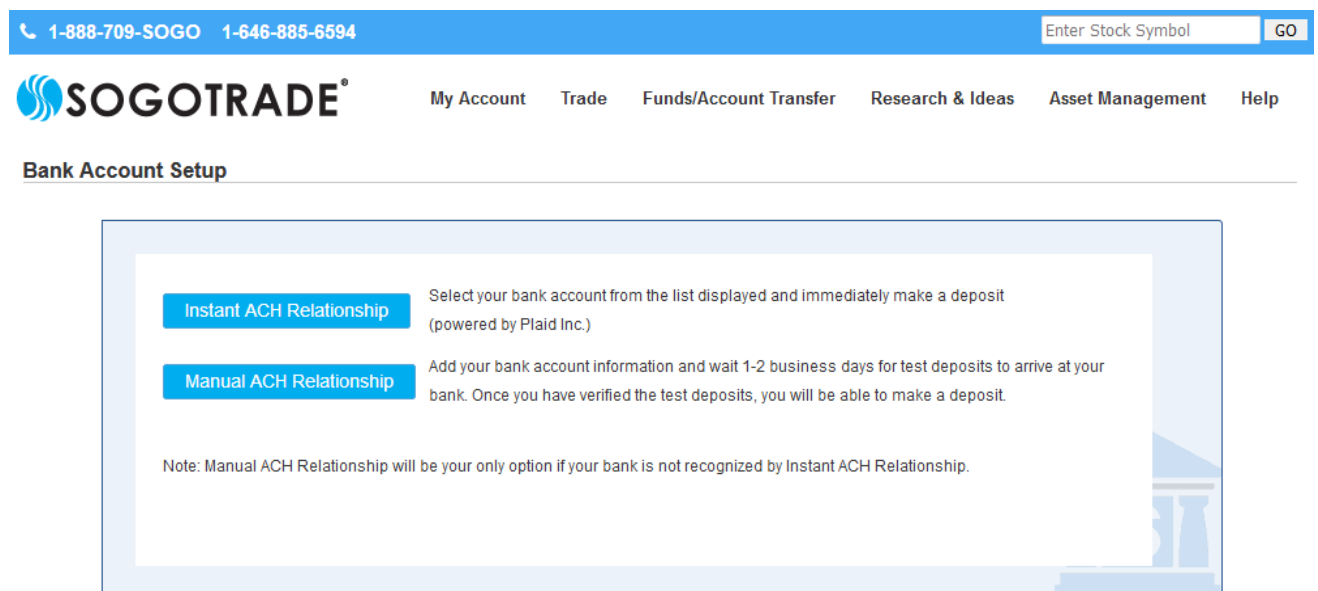 1-888-709-SOGO 1-646-885-6594 Enter Stock Symbol GO
SOGOTRADE® My Account Trade Funds/Account Transfer Research & Ideas Asset Management Help
Bank Account Setup
Instant ACH Relationship
Select your bank account from the list displayed and immediately make a deposit
(powered by Plaid Inc.)
Manual ACH Relationship
Add your bank account information and wait 1-2 business days for test deposits to arrive at your
bank. Once you have verified the test deposits, you will be able to make a deposit.
Note: Manual ACH Relationship will be your only option if your bank is not recognized by Instant ACH Relationship.